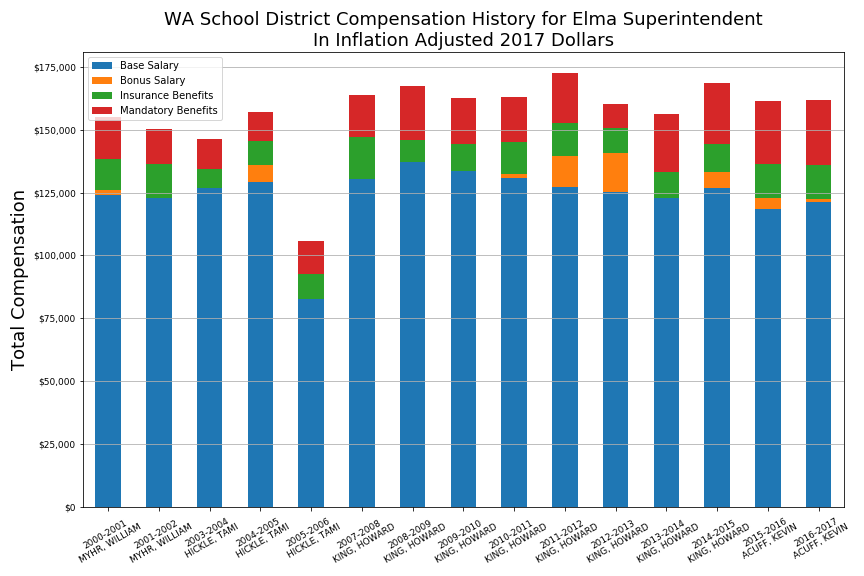 WA School District Compensation History for Elma Superintendent
In Inflation Adjusted 2017 Dollars
Base Salary
Bonus Salary
Insurance Benefits
Mandatory Benefits
Total Compensation
$175,000
$150,000
$125,000
$100,000
$75,000
$50,000
$25,000
$0
2000-2001
MYHR, WILLIAM
2001-2002
MYHR, WILLIAM
2003-2004
HICKLE, TAMI
2004-2005
HICKLE, TAMI
2005-2006
HICKLE, TAMI
2007-2008
KING, HOWARD
2008-2009
KING, HOWARD
2009-2010
KING, HOWARD
2010-2011
KING, HOWARD
2011-2012
KING, HOWARD
2012-2013
KING, HOWARD
2013-2014
KING, HOWARD
2014-2015
KING, HOWARD
2015-2016
ACUFF, KEVIN
2016-2017
ACUFF, KEVIN